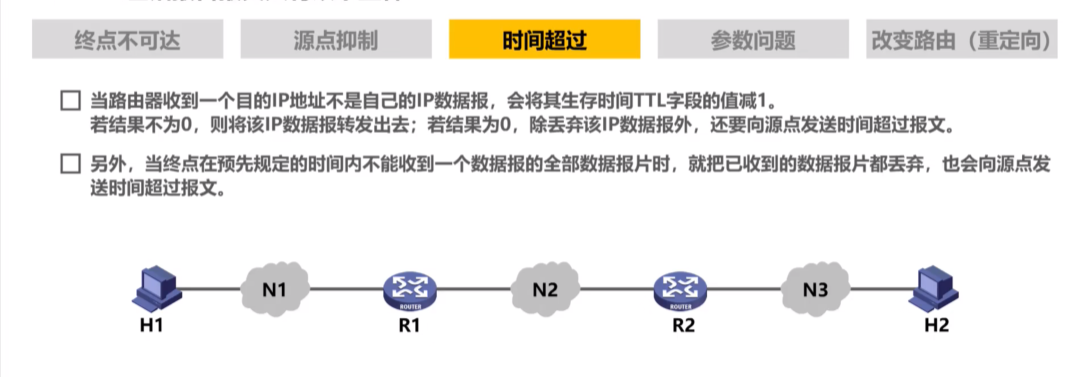 终点不可达
源点抑制
时间超过
参数问题
改变路由（重定向）
当路由器收到一个目的IP地址不是自己的IP数据报，会将其生存时间TTL字段的值减1。
若结果不为0，则将该IP数据报转发出去；若结果为0，除丢弃该IP数据报外，还要向源点发送时间超过报文。
另外，当终点在预先规定的时间内不能收到一个数据报的全部数据报片时，就把已收到的数据报片都丢弃，也会向源点发
送时间超过报文。
N1
N2
N3
ROUTER
ROUTER
H1
R1
R2
H2